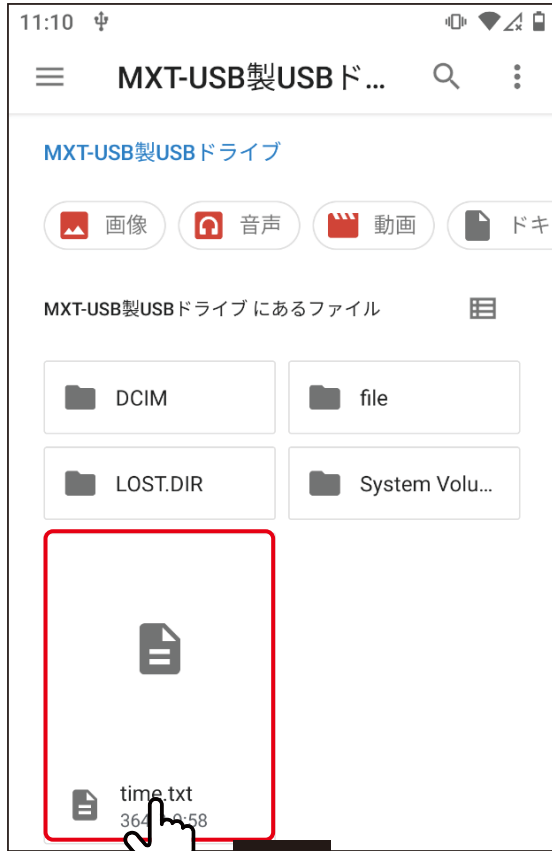 11:10
MXT-USB製USBド...
MXT-USB製USBドライブ
画像 音声 動画 ドキ
MXT-USB製USBドライブ にあるファイル
DCIM file
LOST.DIR System Volu...
time.txt